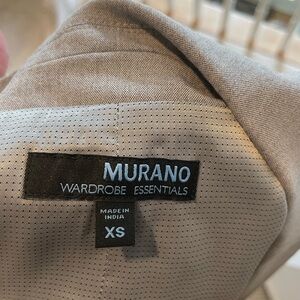 MURANO
WARDROBE ESSENTIALS
MADE IN
INDIA
XS